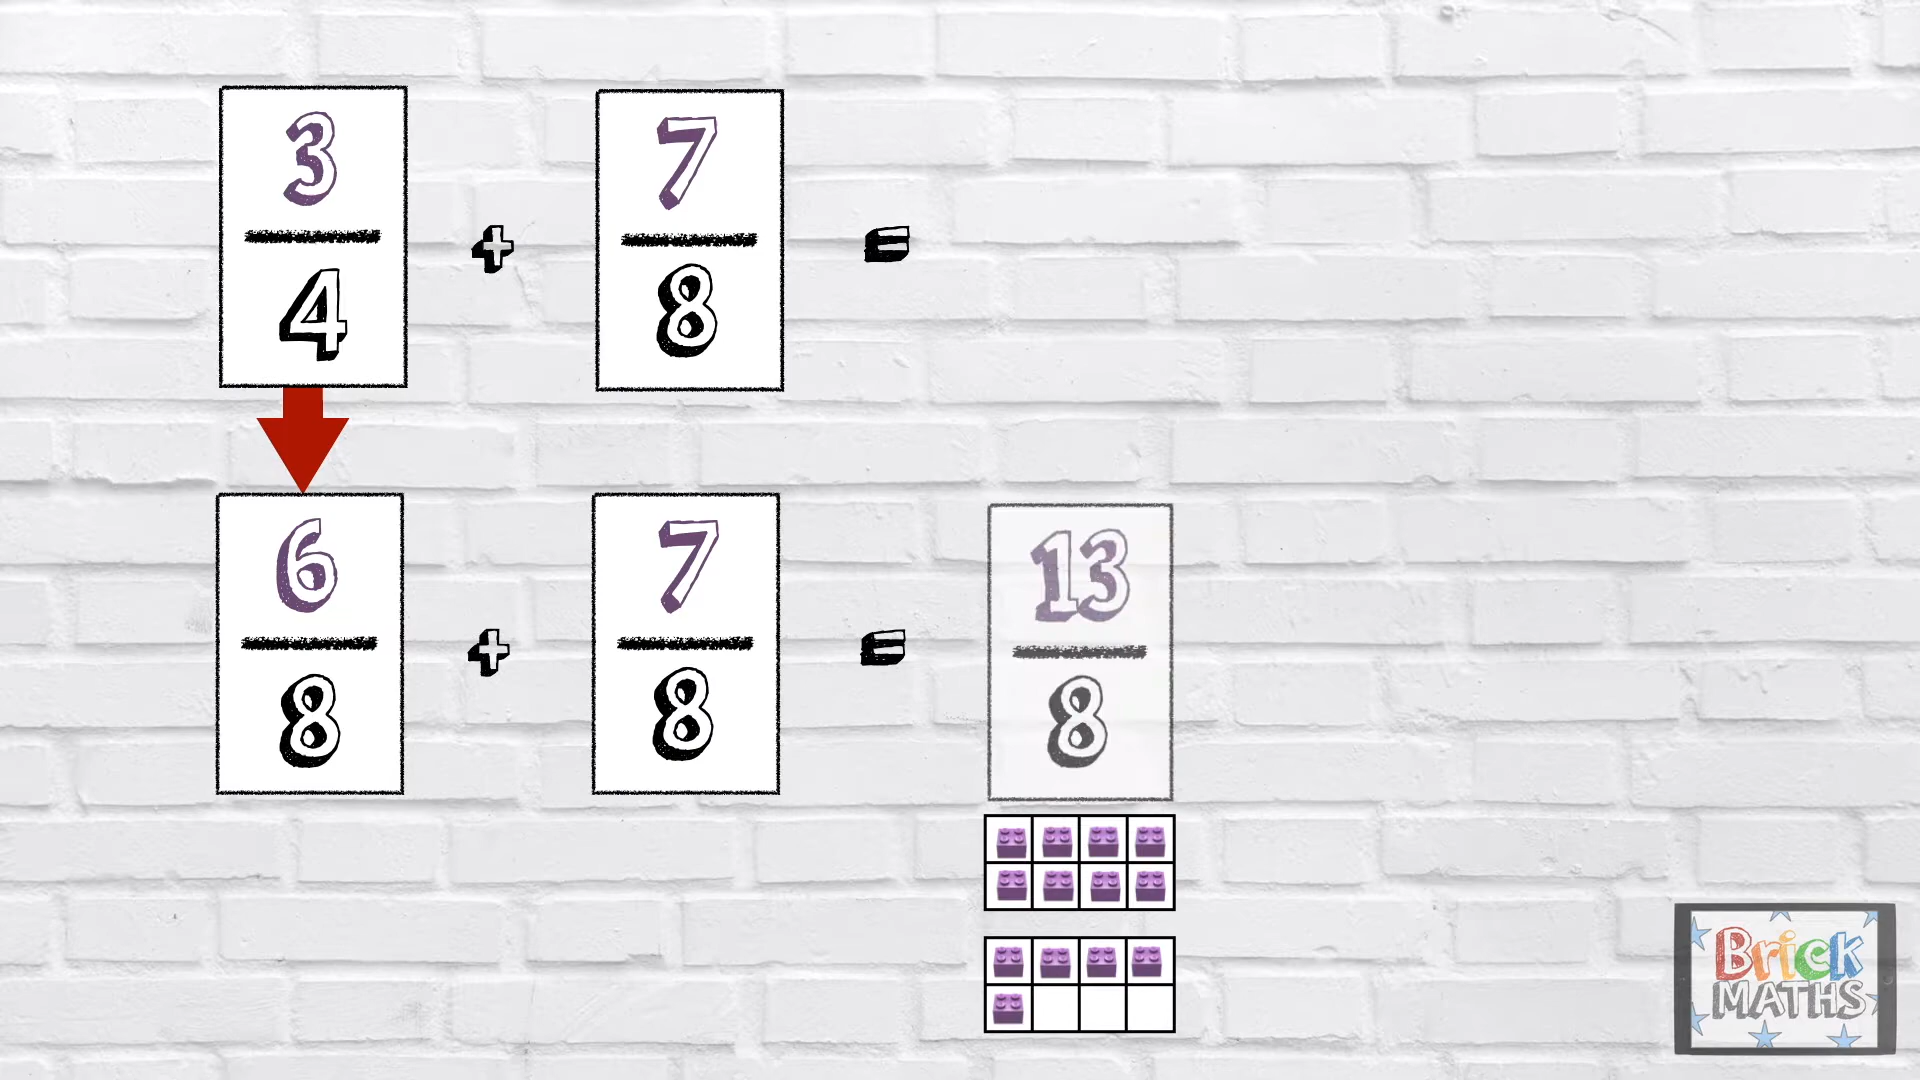 3/4 + 7/8 =
6/8 + 7/8 = 13/8
Brick
MATHS